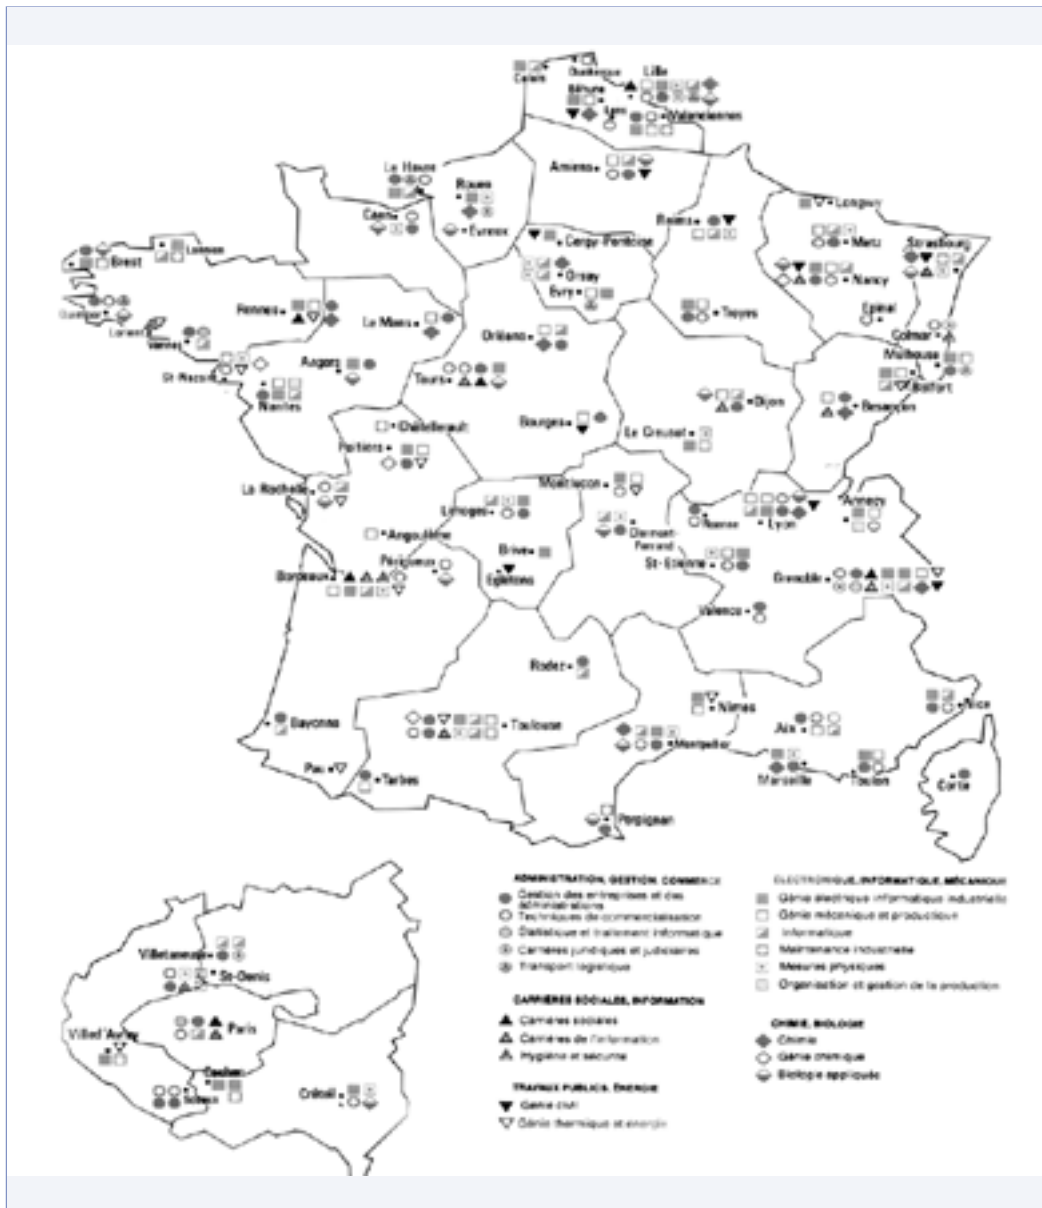 Calais
Dunkerque
Lille
Béthune
Lens
Valenciennes
Le Havre
Amiens
Rouen
Caen
Evreux
Reims
Longwy
Cergy-Pontoise
Metz
Strasbourg
Lannion
Brest
Orsay
Nancy
Evry
Quimper
Lorient
Vannes
Rennes
Le Mans
Troyes
Epinal
Orléans
Colmar
Mulhouse
St-Nazaire
Angers
Tours
Belfort
Nantes
Dijon
Besançon
Châtellerault
Bourges
Le Creusot
Poitiers
La Rochelle
Montluçon
Annecy
Limoges
Roanne
Lyon
Angoulême
Clermont-
Ferrand
Brive
Périgueux
St-Etienne
Bordeaux
Egletons
Grenoble
Valence
Rodez
Nîmes
Nice
Bayonne
Toulouse
Aix
Montpellier
Pau
Tarbes
Marseille
Toulon
Corte
Perpignan
ADMINISTRATION, GESTION, COMMERCE
Gestion des entreprises et des
administrations
Techniques de commercialisation
Statistique et traitement informatique
Carrières juridiques et judiciaires
Transport logistique
CARRIÈRES SOCIALES, INFORMATION
Carrières sociales
Carrières de l'information
Hygiène et sécurité
TRAVAUX PUBLICS, ÉNERGIE
Génie civil
Génie thermique et énergie
ELECTRONIQUE, INFORMATIQUE, MÉCANIQUE
Génie électrique informatique industrielle
Génie mécanique et productique
Informatique
Maintenance industrielle
Mesures physiques
Organisation et gestion de la production
CHIMIE, BIOLOGIE
Chimie
Génie chimique
Biologie appliquée
Villetaneuse
St-Denis
Paris
Ville d'Avray
Cachan
Sceaux
Créteil